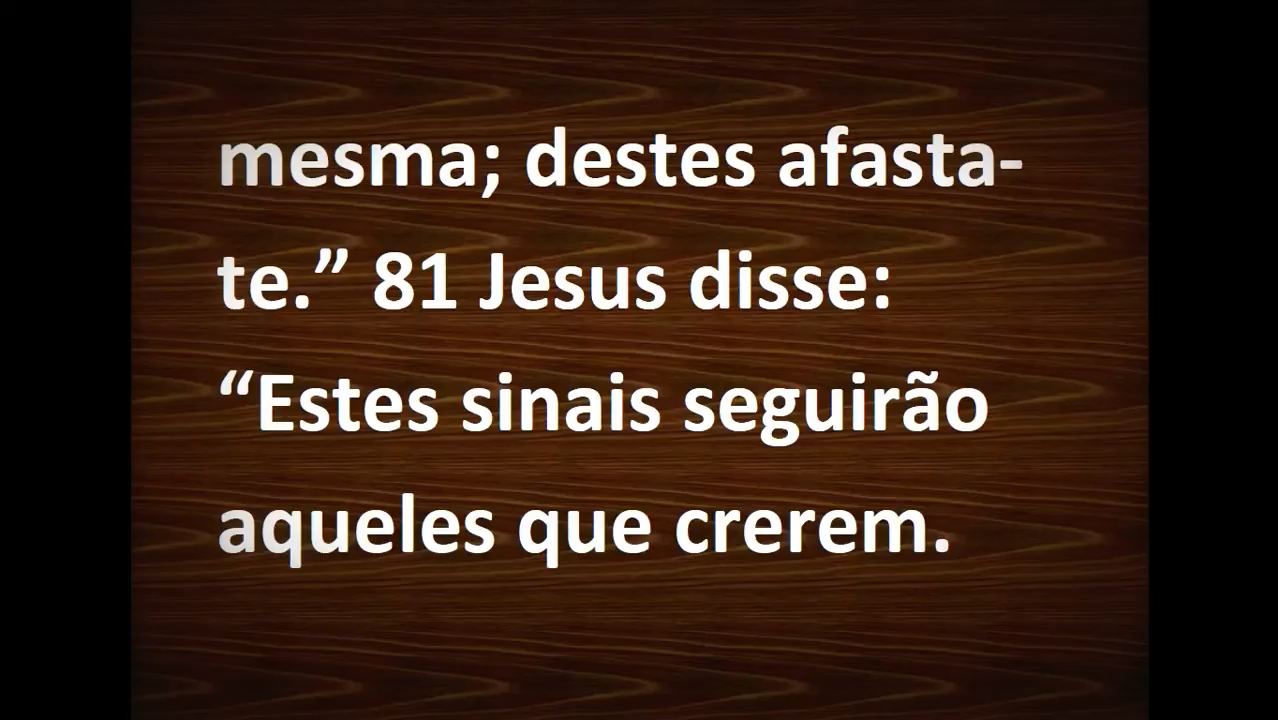 mesma; destes afasta-
te.” 81 Jesus disse:
“Estes sinais seguirão
aqueles que crerem.